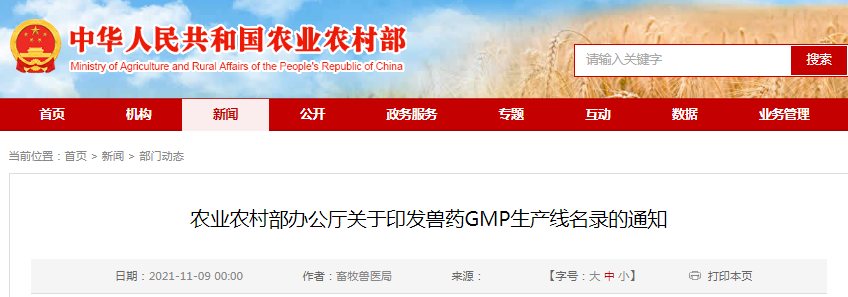 中华人民共和国农业农村部
Ministry of Agriculture and Rural Affairs of the People's Republic of China
请输入关键字 搜索
首页 机构 新闻 公开 政务服务 专题 互动 数据 业务管理
当前位置：首页 > 新闻 > 部门动态
农业农村部办公厅关于印发兽药GMP生产线名录的通知
日期：2021-11-09 00:00 作者：畜牧兽医局 来源： 【字号：大 中 小】 打印本页